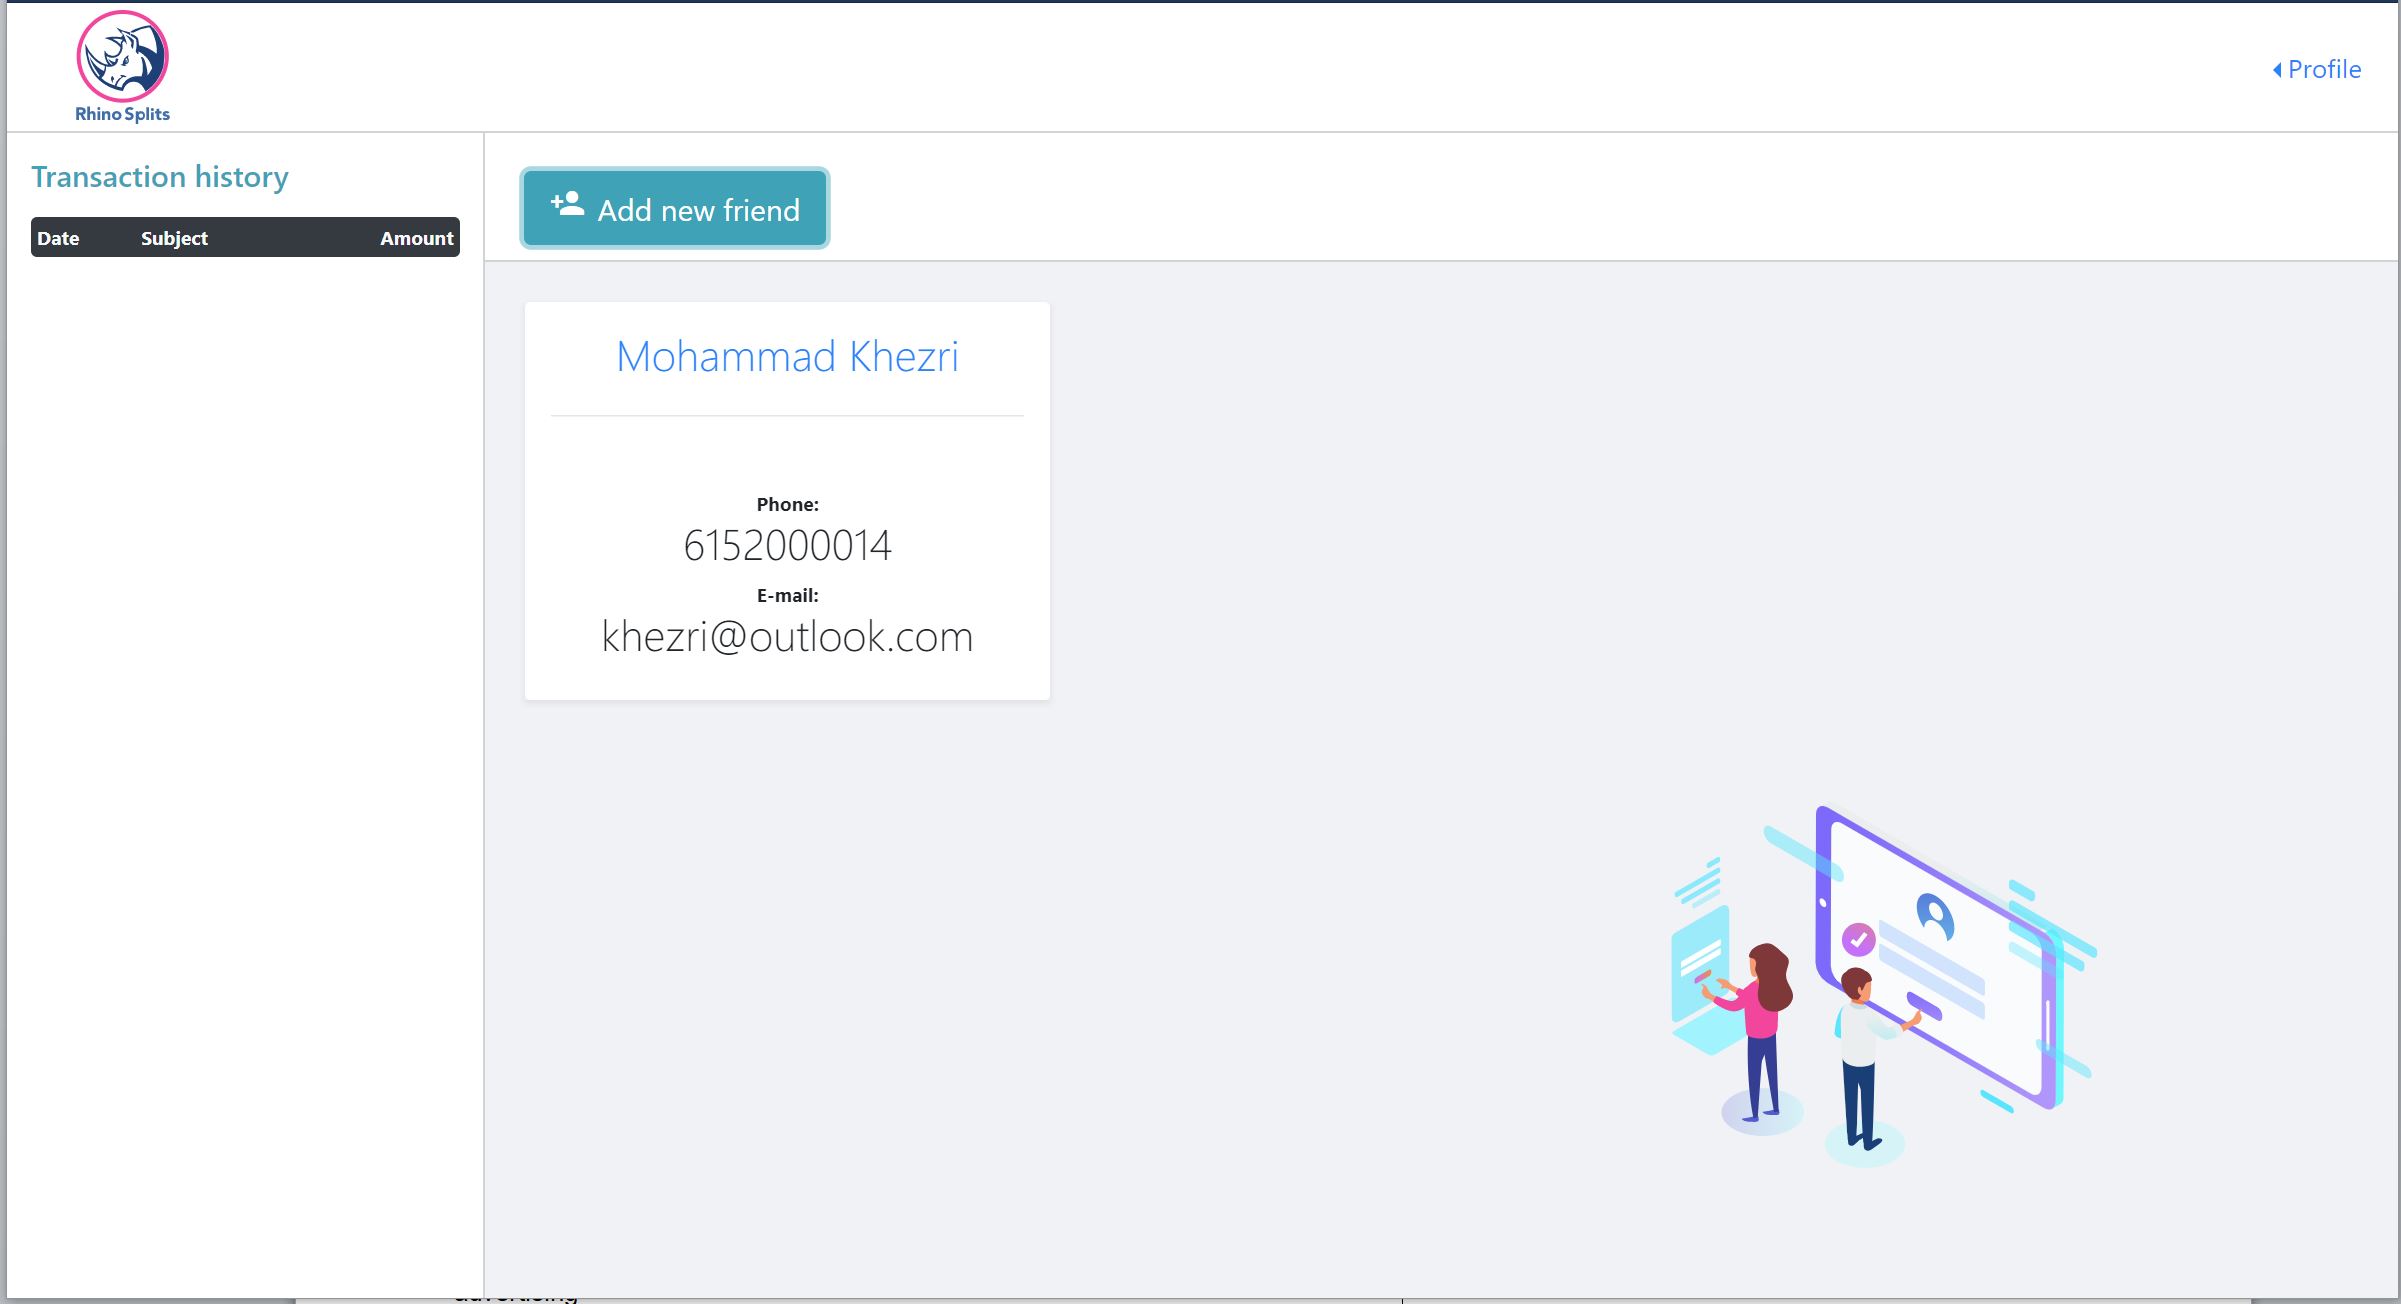 Rhino Splits
Profile
Transaction history
Date Subject Amount
Add new friend
Mohammad Khezri
Phone:
6152000014
E-mail:
khezri@outlook.com